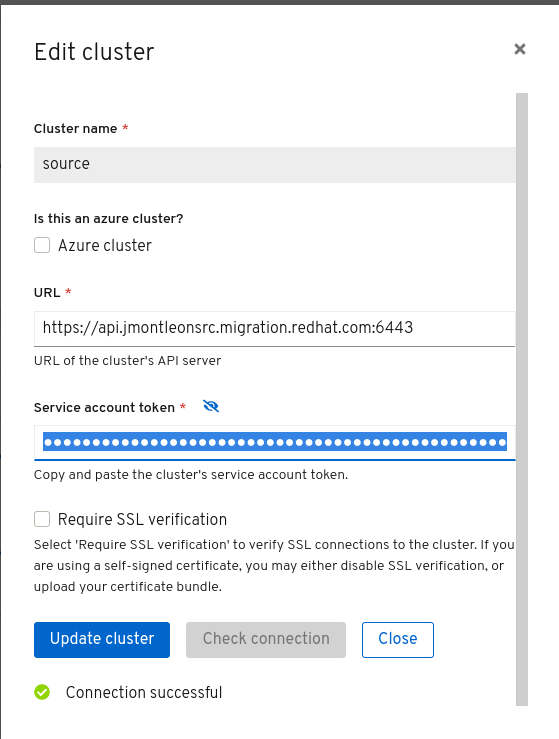 Edit cluster
Cluster name *
source
Is this an azure cluster?
Azure cluster
URL *
https://api.jmontleonsrc.migration.redhat.com:6443
URL of the cluster's API server
Service account token *
Copy and paste the cluster's service account token.
Require SSL verification
Select 'Require SSL verification' to verify SSL connections to the cluster. If you
are using a self-signed certificate, you may either disable SSL verification, or
upload your certificate bundle.
Update cluster Check connection Close
Connection successful